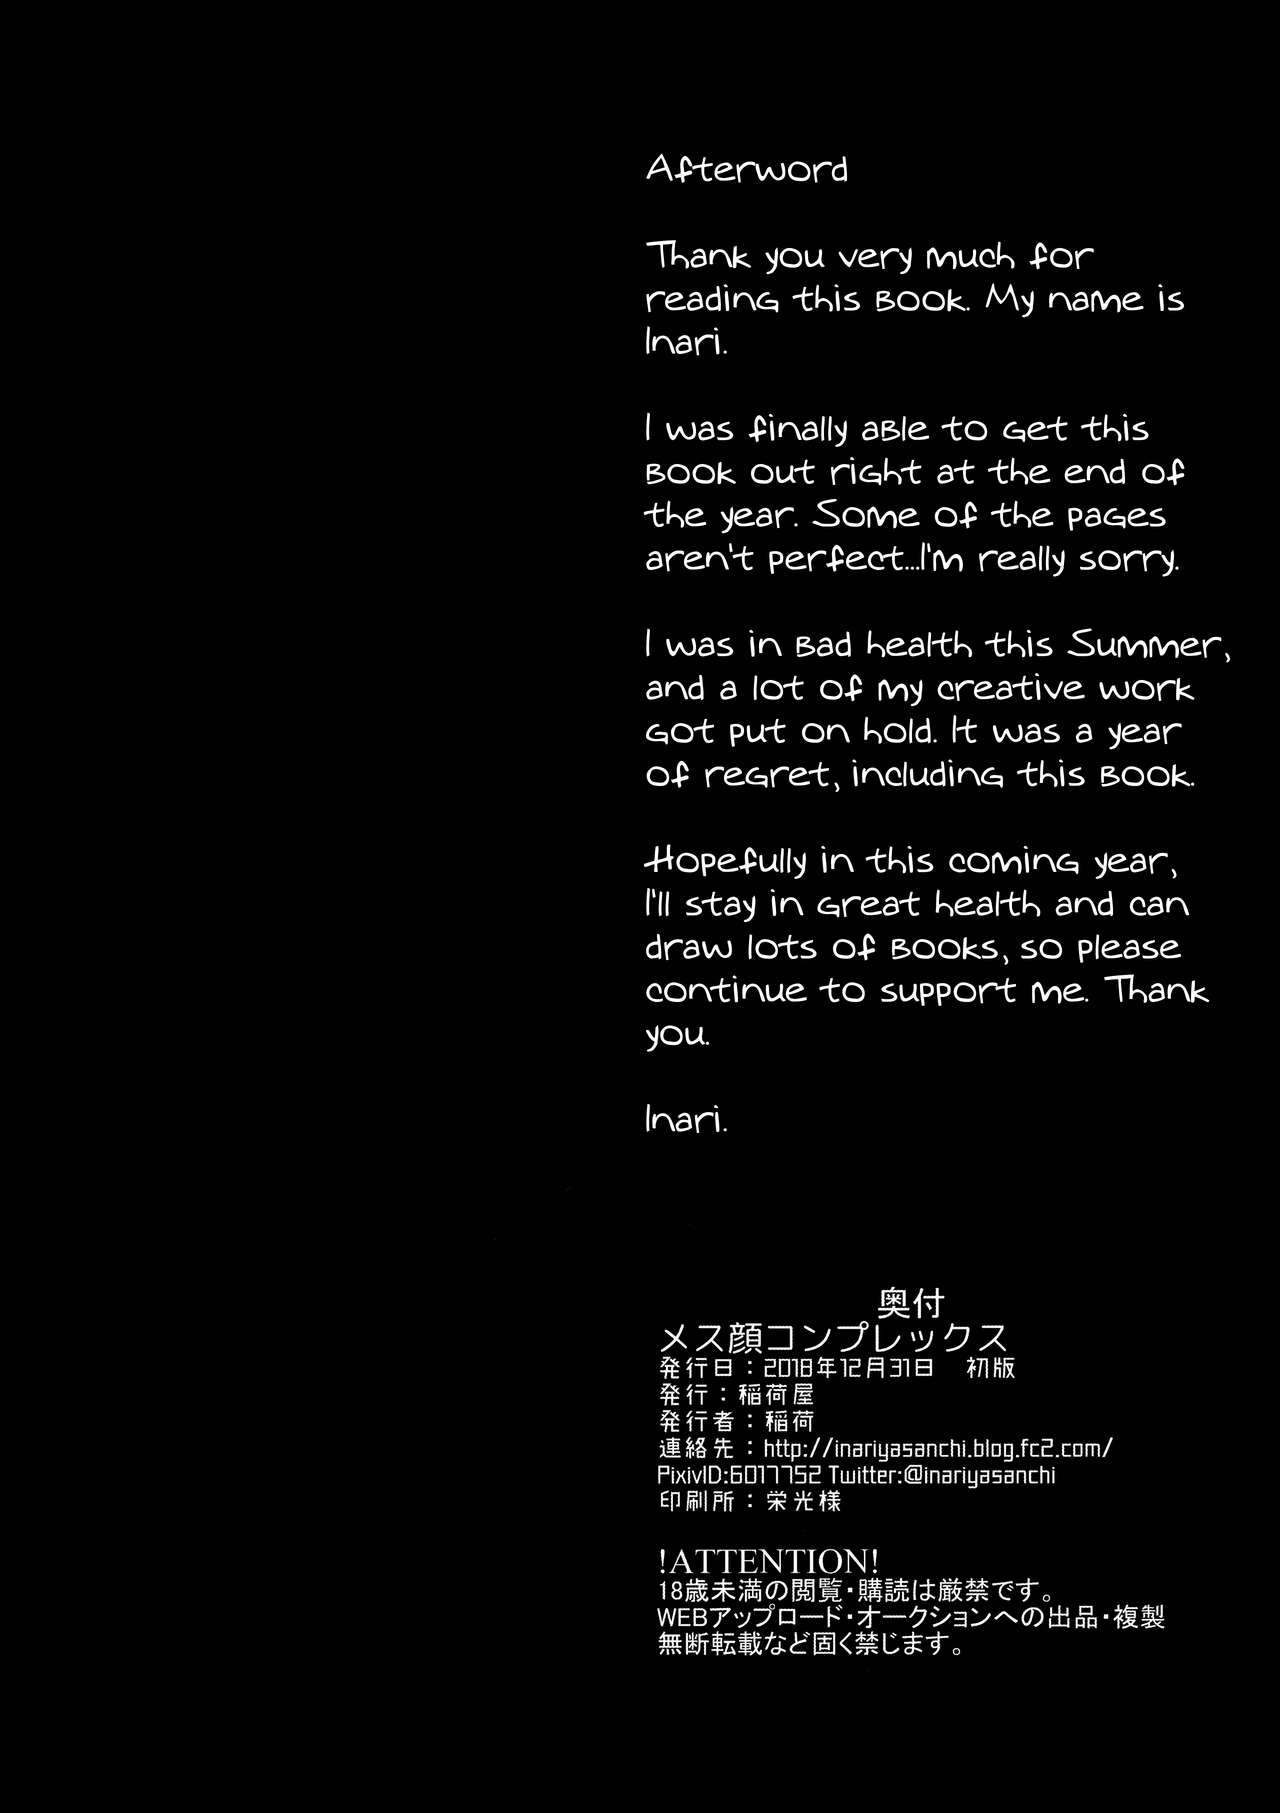 Afterword
Thank you very much for
reading this book. My name is
Inari.
I was finally able to get this
book out right at the end of
the year. Some of the pages
aren't perfect...I'm really sorry.
I was in bad health this Summer,
and a lot of my creative work
got put on hold. It was a year
of regret, including this book.
Hopefully in this coming year,
I'll stay in great health and can
draw lots of books, so please
continue to support me. Thank
you.
Inari.
奥付
メス顔コンプレックス
発行日：2018年12月31日　初版
発行：稲荷屋
発行者：稲荷
連絡先：http://inariyasanchi.blog.fc2.com/
PixivID:6017752 Twitter:@inariyasanchi
印刷所：栄光様
!ATTENTION!
18歳未満の閲覧・購読は厳禁です。
WEBアップロード・オークションへの出品・複製
無断転載など固く禁じます。